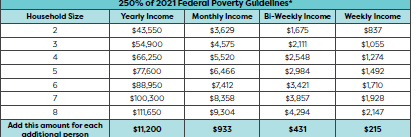 250% of 2021 Federal Poverty Guidelines*
Household Size Yearly Income Monthly Income Bi-Weekly Income Weekly Income
2 $43,550 $3,629 $1,675 $837
3 $54,900 $4,575 $2,111 $1,055
4 $66,250 $5,520 $2,548 $1,274
5 $77,600 $6,466 $2,984 $1,492
6 $88,950 $7,412 $3,421 $1,710
7 $100,300 $8,358 $3,857 $1,928
8 $111,650 $9,304 $4,294 $2,147
Add this amount for each
additional person $11,200 $933 $431 $215